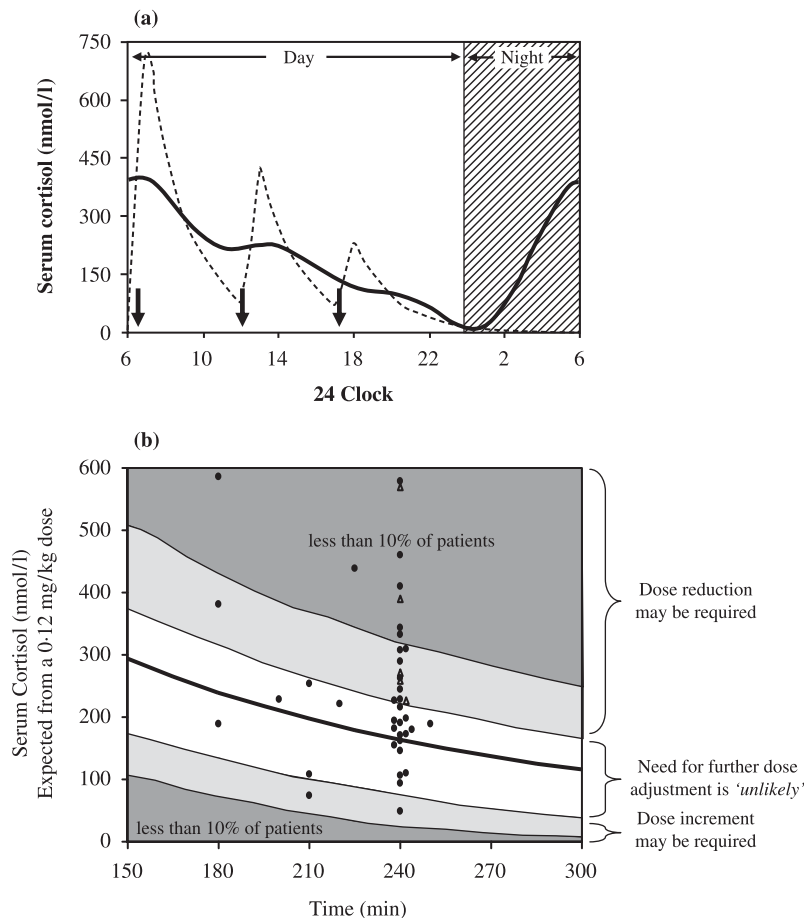 (a)
750
600
450
300
150
0
Serum cortisol (nmol/l)
Day
Night
6
10
14
18
22
2
6
24 Clock
(b)
600
500
400
300
200
100
0
Serum Cortisol (nmol/l)
Expected from a 0·12 mg/kg dose
less than 10% of patients
less than 10% of patients
Dose reduction
may be required
Need for further dose
adjustment is 'unlikely'
Dose increment
may be required
150
180
210
240
270
300
Time (min)